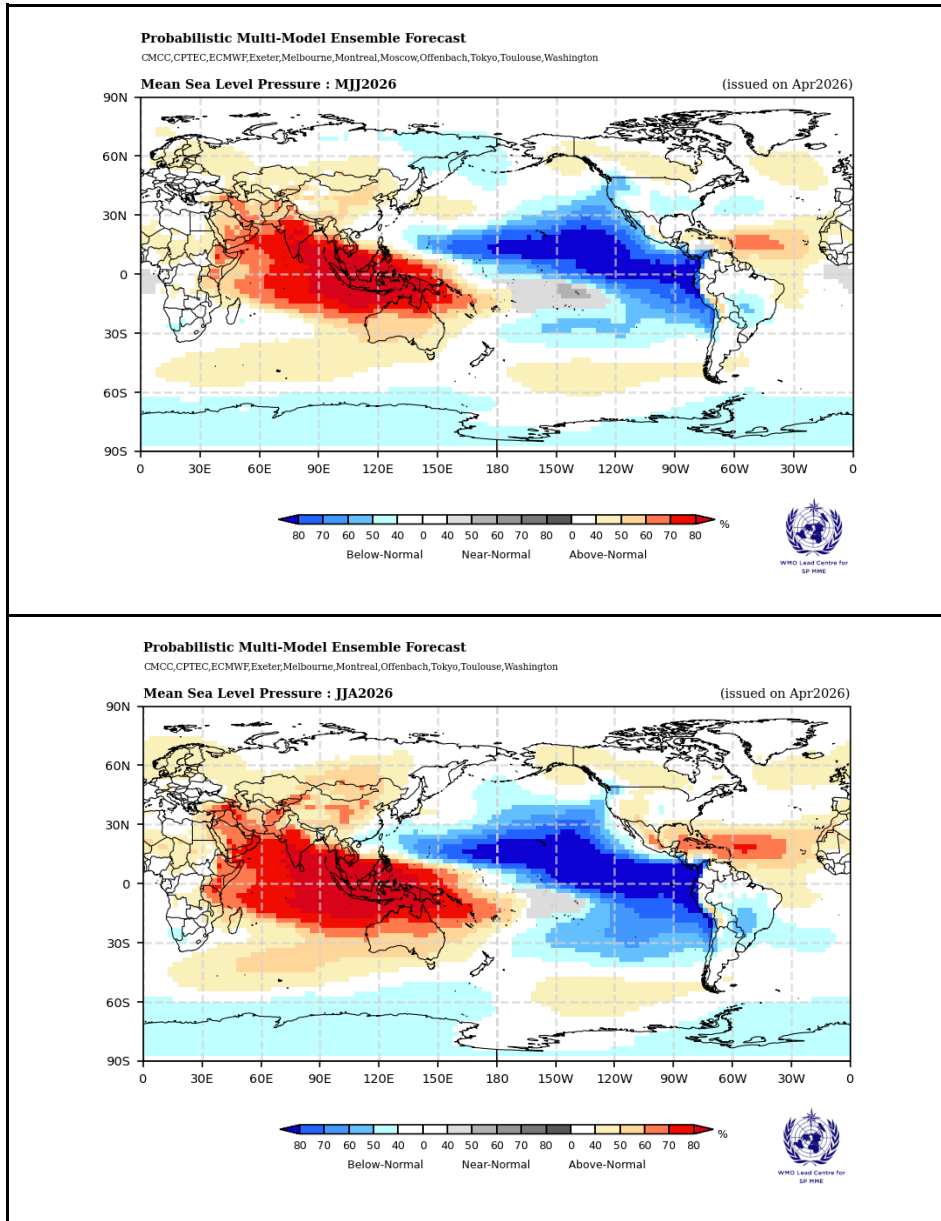 Probabilistic Multi-Model Ensemble Forecast
CMCC,CPTEC,ECMWF,Exeter,Melbourne,Montreal,Moscow,Offenbach,Tokyo,Toulouse,Washington
Mean Sea Level Pressure : MJJ2026 (issued on Apr2026)
90N
60N
30N
0
30S
60S
90S
0 30E 60E 90E 120E 150E 180 150W 120W 90W 60W 30W 0
80 70 60 50 40 0 40 50 60 70 80 0 40 50 60 70 80 %
Below-Normal Near-Normal Above-Normal
WMO Lead Centre for
SP MME
Probabilistic Multi-Model Ensemble Forecast
CMCC,CPTEC,ECMWF,Exeter,Melbourne,Montreal,Offenbach,Tokyo,Toulouse,Washington
Mean Sea Level Pressure : JJA2026 (issued on Apr2026)
90N
60N
30N
0
30S
60S
90S
0 30E 60E 90E 120E 150E 180 150W 120W 90W 60W 30W 0
80 70 60 50 40 0 40 50 60 70 80 0 40 50 60 70 80 %
Below-Normal Near-Normal Above-Normal
WMO Lead Centre for
SP MME